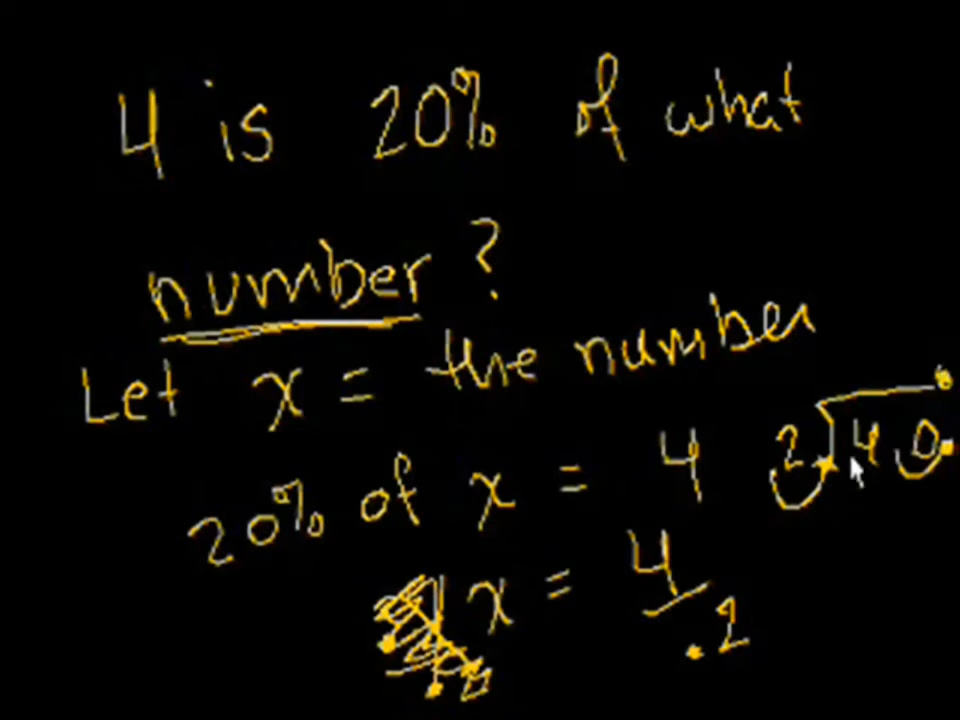 4 is 20% of what
number?
Let x = the number
20% of x = 4
2 4 0.
x = 4 / .2